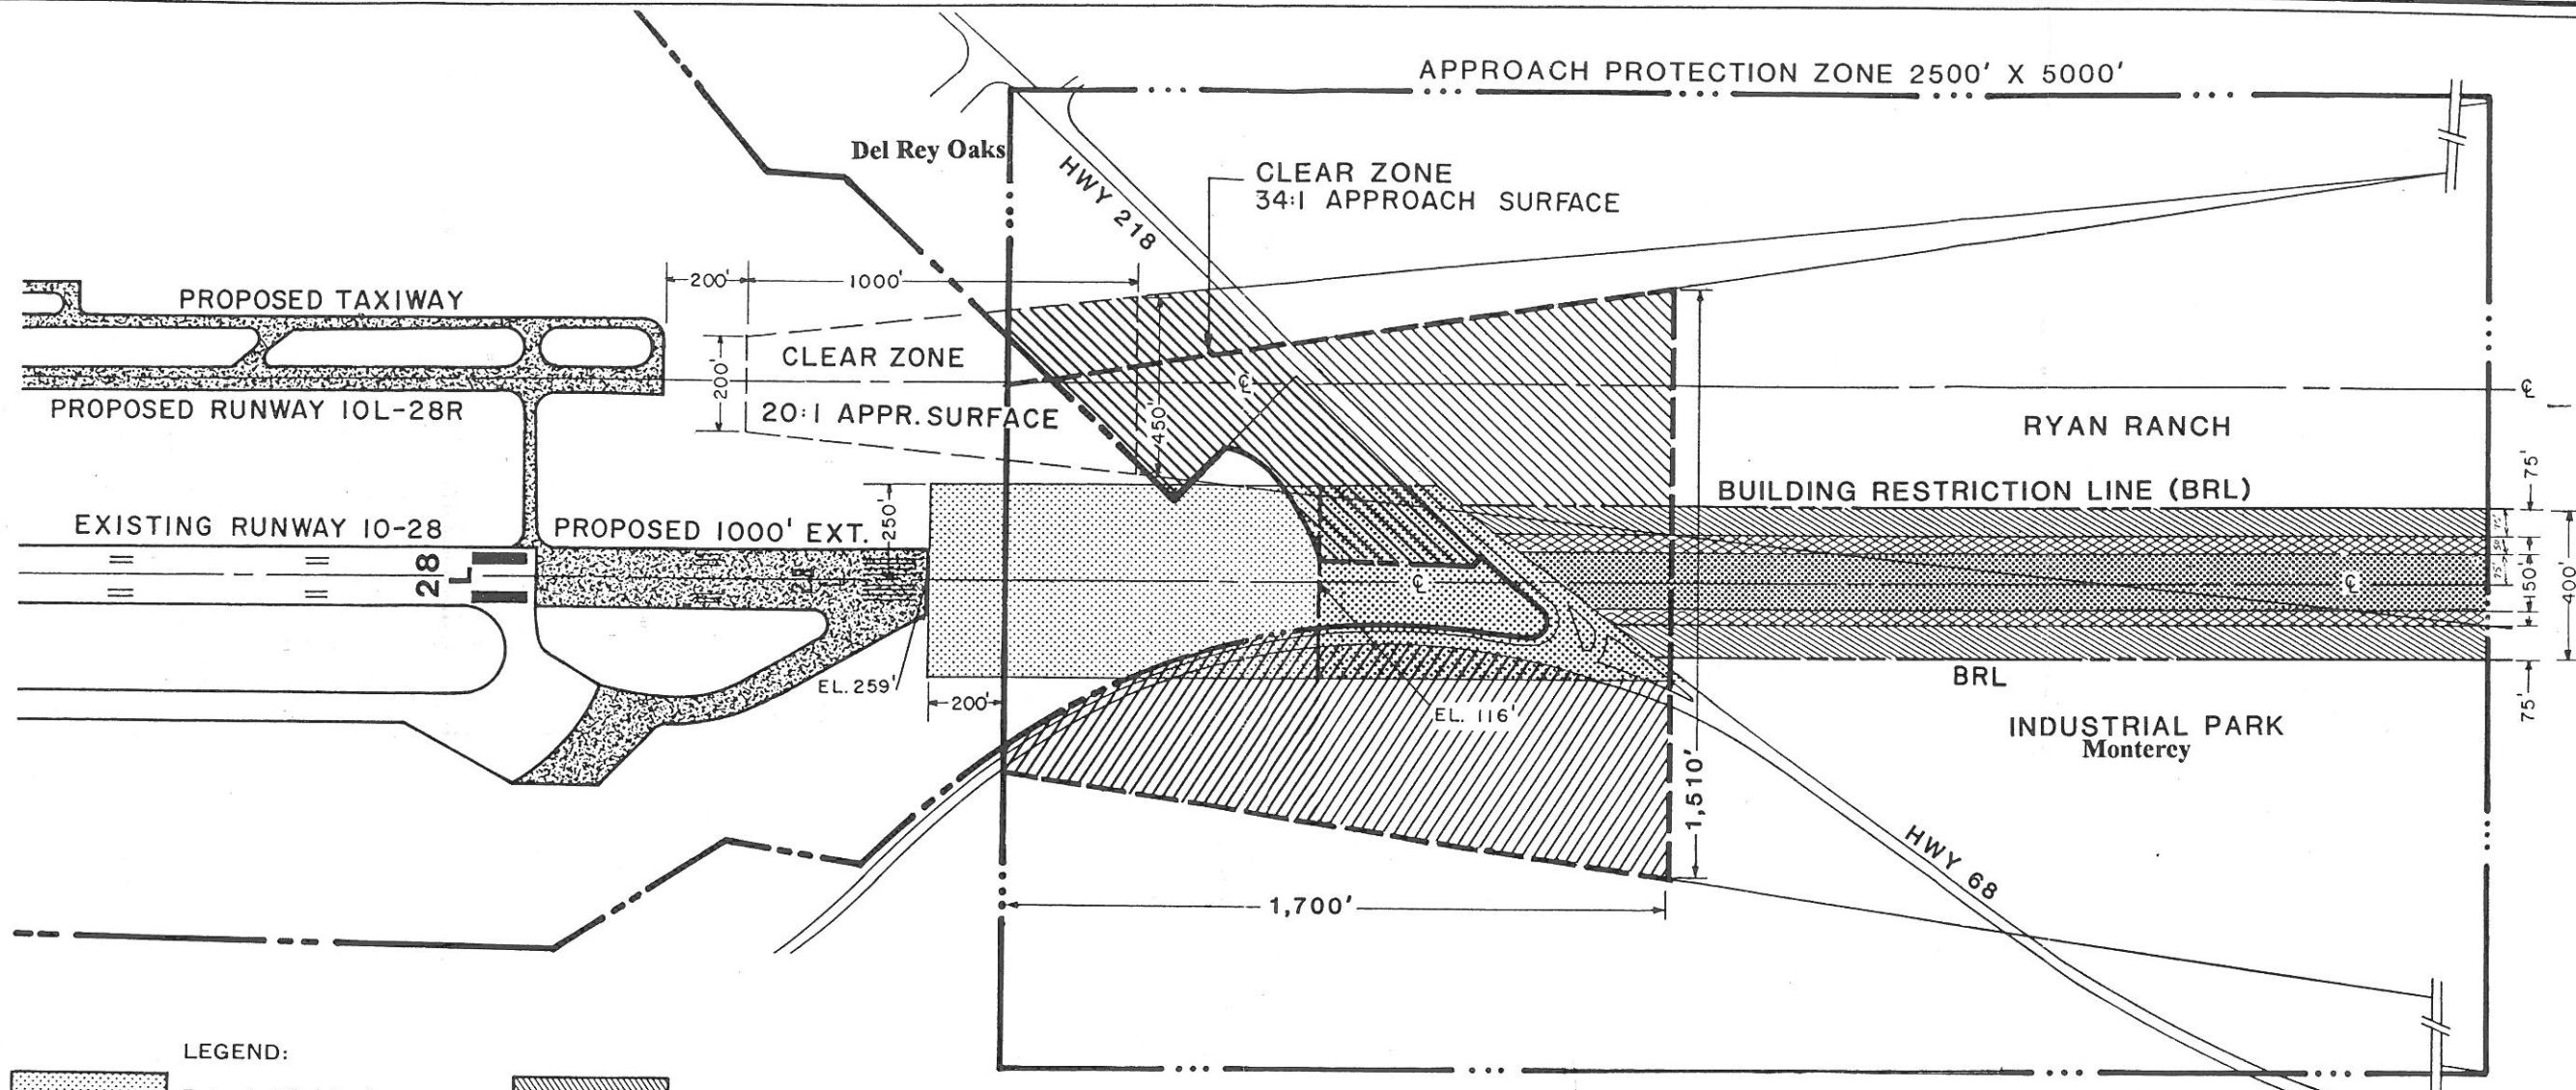 APPROACH PROTECTION ZONE 2500' X 5000'
Del Rey Oaks
HWY 218
CLEAR ZONE
34:1 APPROACH SURFACE
200'
1000'
PROPOSED TAXIWAY
CLEAR ZONE
200'
450'
℄
℄
20:1 APPR. SURFACE
PROPOSED RUNWAY 10L-28R
RYAN RANCH
75'
BUILDING RESTRICTION LINE (BRL)
EXISTING RUNWAY 10-28
PROPOSED 1000' EXT.
250'
28
L
℄
℄
150'
400'
EL. 259'
200'
EL. 116'
BRL
75'
INDUSTRIAL PARK
Monterey
1,510'
HWY 68
1,700'
LEGEND: